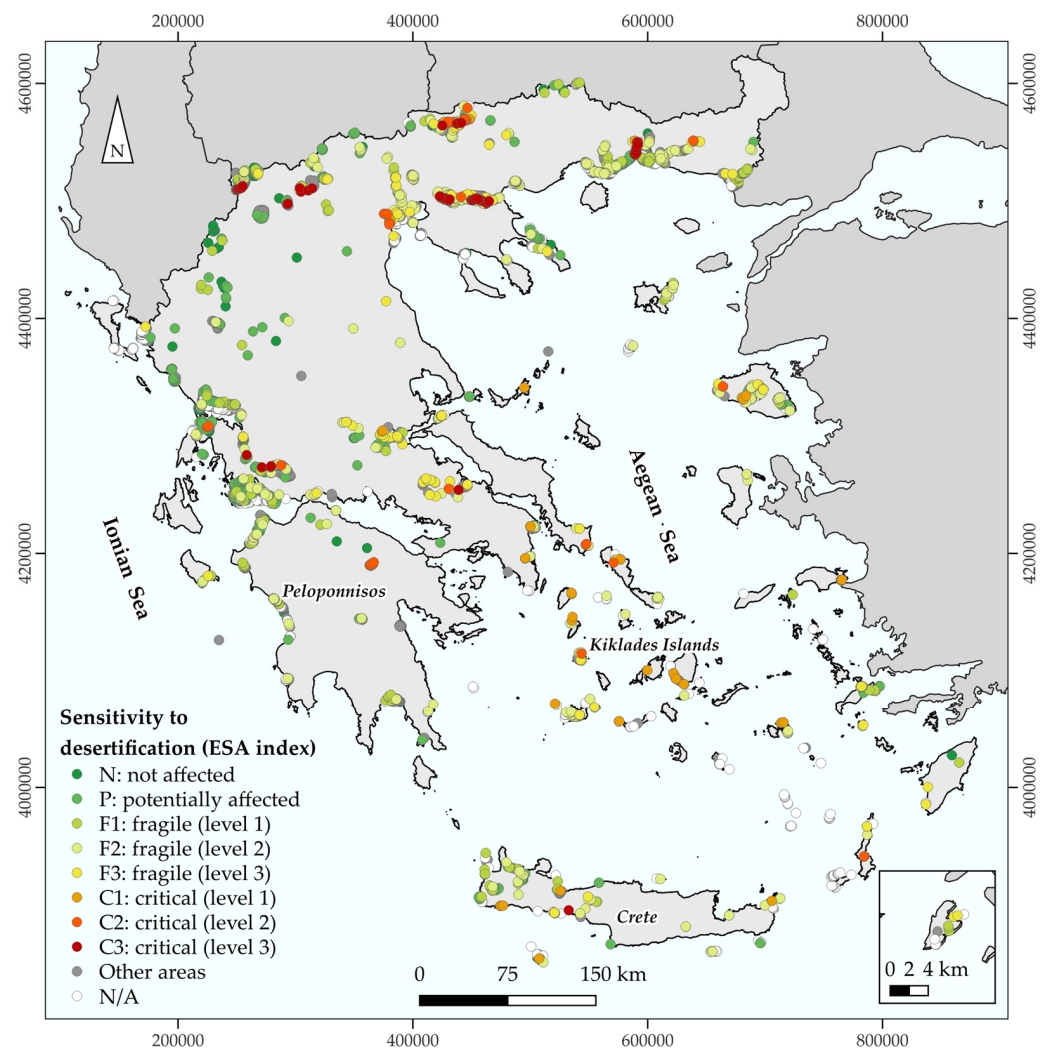 200000 400000 600000 800000
4600000 4600000
N
4400000 4400000
Aegean Sea
Ionian Sea
4200000 4200000
Peloponnisos
Kiklades Islands
Sensitivity to
desertification (ESA index)
N: not affected
P: potentially affected
F1: fragile (level 1)
F2: fragile (level 2)
F3: fragile (level 3)
C1: critical (level 1)
C2: critical (level 2)
C3: critical (level 3)
Other areas
N/A
4000000 4000000
Crete
0 75 150 km
0 2 4 km
200000 400000 600000 800000